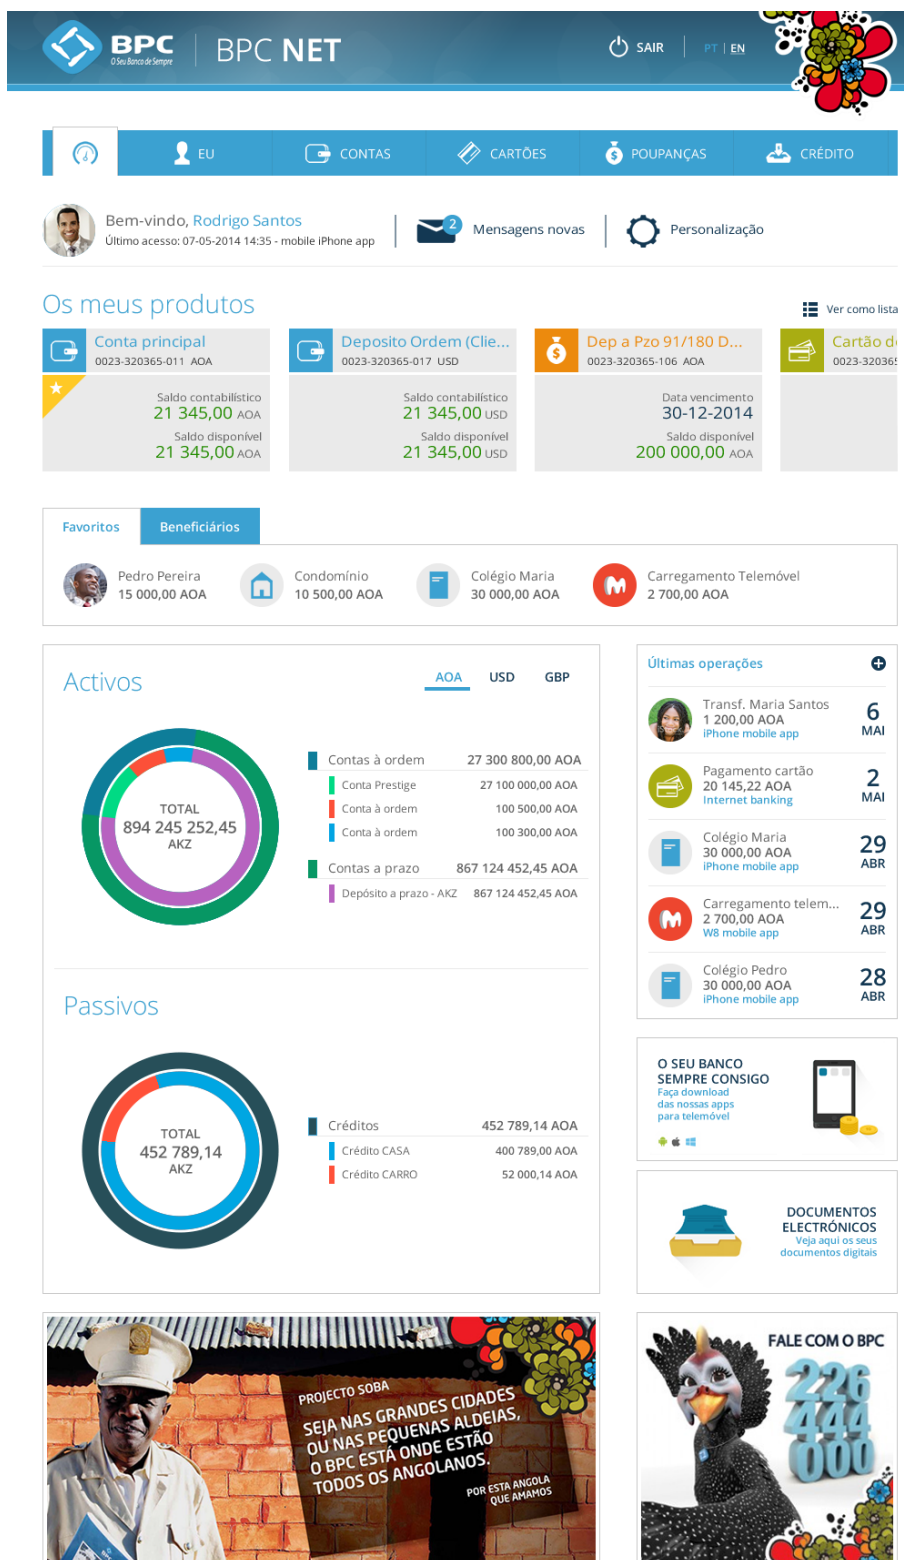 BPC
O Seu Banco de Sempre
BPC NET
SAIR
PT | EN
EU
CONTAS
CARTÕES
POUPANÇAS
CRÉDITO
Bem-vindo, Rodrigo Santos
Último acesso: 07-05-2014 14:35 - mobile iPhone app
2
Mensagens novas
Personalização
Os meus produtos
Ver como lista
Conta principal
0023-320365-011 AOA
Saldo contabilístico
21 345,00 AOA
Saldo disponível
21 345,00 AOA
Deposito Ordem (Clie...
0023-320365-017 USD
Saldo contabilístico
21 345,00 USD
Saldo disponível
21 345,00 USD
Dep a Pzo 91/180 D...
0023-320365-106 AOA
Data vencimento
30-12-2014
Saldo disponível
200 000,00 AOA
Cartão d
0023-320365
Favoritos
Beneficiários
Pedro Pereira
15 000,00 AOA
Condomínio
10 500,00 AOA
Colégio Maria
30 000,00 AOA
Carregamento Telemóvel
2 700,00 AOA
Activos
AOA USD GBP
TOTAL
894 245 252,45
AKZ
Contas à ordem 27 300 800,00 AOA
Conta Prestige 27 100 000,00 AOA
Conta à ordem 100 500,00 AOA
Conta à ordem 100 300,00 AOA
Contas a prazo 867 124 452,45 AOA
Depósito a prazo - AKZ 867 124 452,45 AOA
Passivos
TOTAL
452 789,14
AKZ
Créditos 452 789,14 AOA
Crédito CASA 400 789,00 AOA
Crédito CARRO 52 000,14 AOA
Últimas operações
Transf. Maria Santos
1 200,00 AOA
iPhone mobile app
6
MAI
Pagamento cartão
20 145,22 AOA
Internet banking
2
MAI
Colégio Maria
30 000,00 AOA
iPhone mobile app
29
ABR
Carregamento telem...
2 700,00 AOA
W8 mobile app
29
ABR
Colégio Pedro
30 000,00 AOA
iPhone mobile app
28
ABR
O SEU BANCO
SEMPRE CONSIGO
Faça download
das nossas apps
para telemóvel
DOCUMENTOS
ELECTRÓNICOS
Veja aqui os seus
documentos digitais
PROJECTO SOBA
SEJA NAS GRANDES CIDADES
OU NAS PEQUENAS ALDEIAS,
O BPC ESTÁ ONDE ESTÃO
TODOS OS ANGOLANOS.
POR ESTA ANGOLA
QUE AMAMOS
FALE COM O BPC
226
444
000